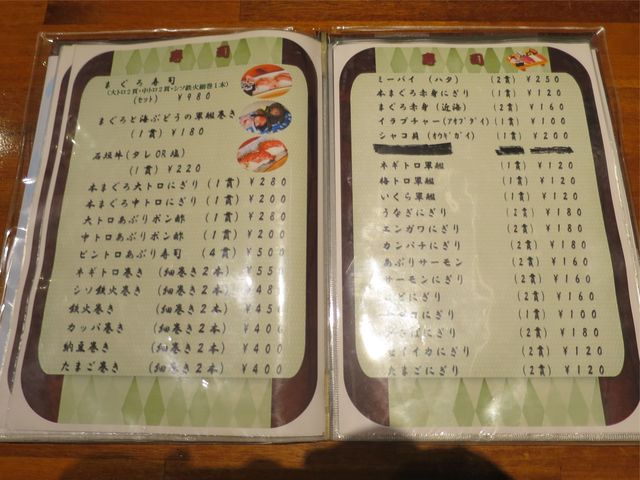 寿司
まぐろ寿司
(大トロ2貫・中トロ2貫・シソ鉄火細巻1本)
(セット) ¥980
まぐろと海ぶどうの軍艦巻き
(1貫) ¥180
石垣牛(タレOR塩)
(1貫) ¥220
本まぐろ大トロにぎり (1貫) ¥280
本まぐろ中トロにぎり (1貫) ¥200
大トロあぶりポン酢 (1貫) ¥280
中トロあぶりポン酢 (1貫) ¥200
ビントロあぶり寿司 (4貫) ¥500
ネギトロ巻き (細巻き2本) ¥550
シソ鉄火巻き (細巻き2本)
鉄火巻き (細巻き2本) ¥450
カッパ巻き (細巻き2本) ¥400
納豆巻き (細巻き2本) ¥400
たまご巻き (細巻き2本) ¥400
寿司
ミーバイ (ハタ) (2貫) ¥250
本まぐろ赤身にぎり (1貫) ¥120
まぐろ赤身 (近海) (2貫) ¥160
イラブチャー(アオブダイ) (1貫) ¥100
シャコ貝 (オウギガイ) (1貫) ¥200
ネギトロ軍艦 (1貫) ¥120
梅トロ軍艦 (1貫) ¥120
いくら軍艦 (1貫) ¥120
うなぎにぎり (2貫) ¥180
エンガワにぎり (2貫) ¥180
カンパチにぎり (2貫) ¥180
あぶりサーモン (2貫) ¥160
サーモンにぎり (2貫) ¥160
にぎり (2貫) ¥160
にぎり (1貫) ¥100
にぎり (2貫) ¥180
セイイカにぎり (2貫) ¥120
たまごにぎり (2貫) ¥120